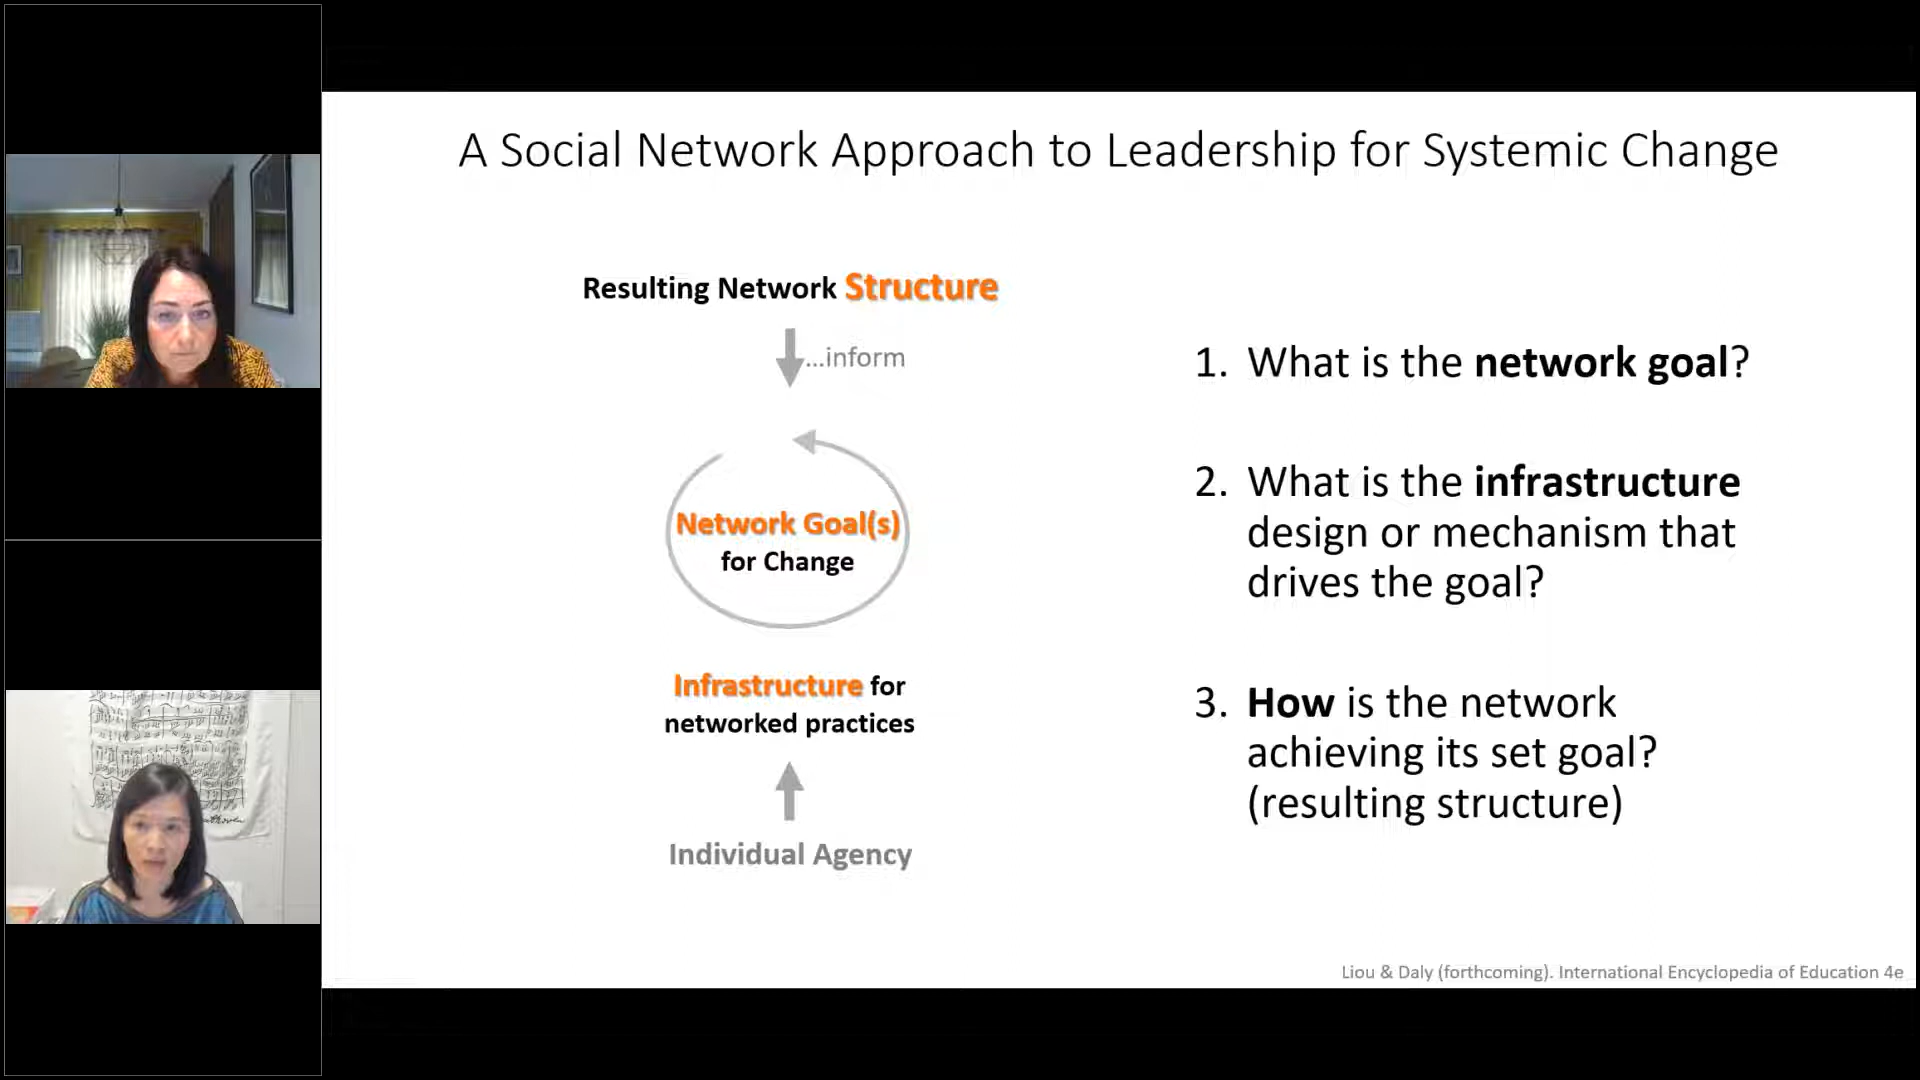 A Social Network Approach to Leadership for Systemic Change
Resulting Network Structure
...inform
Network Goal(s)
for Change
Infrastructure for
networked practices
Individual Agency
1. What is the network goal?
2. What is the infrastructure
design or mechanism that
drives the goal?
3. How is the network
achieving its set goal?
(resulting structure)
Liou & Daly (forthcoming). International Encyclopedia of Education 4e